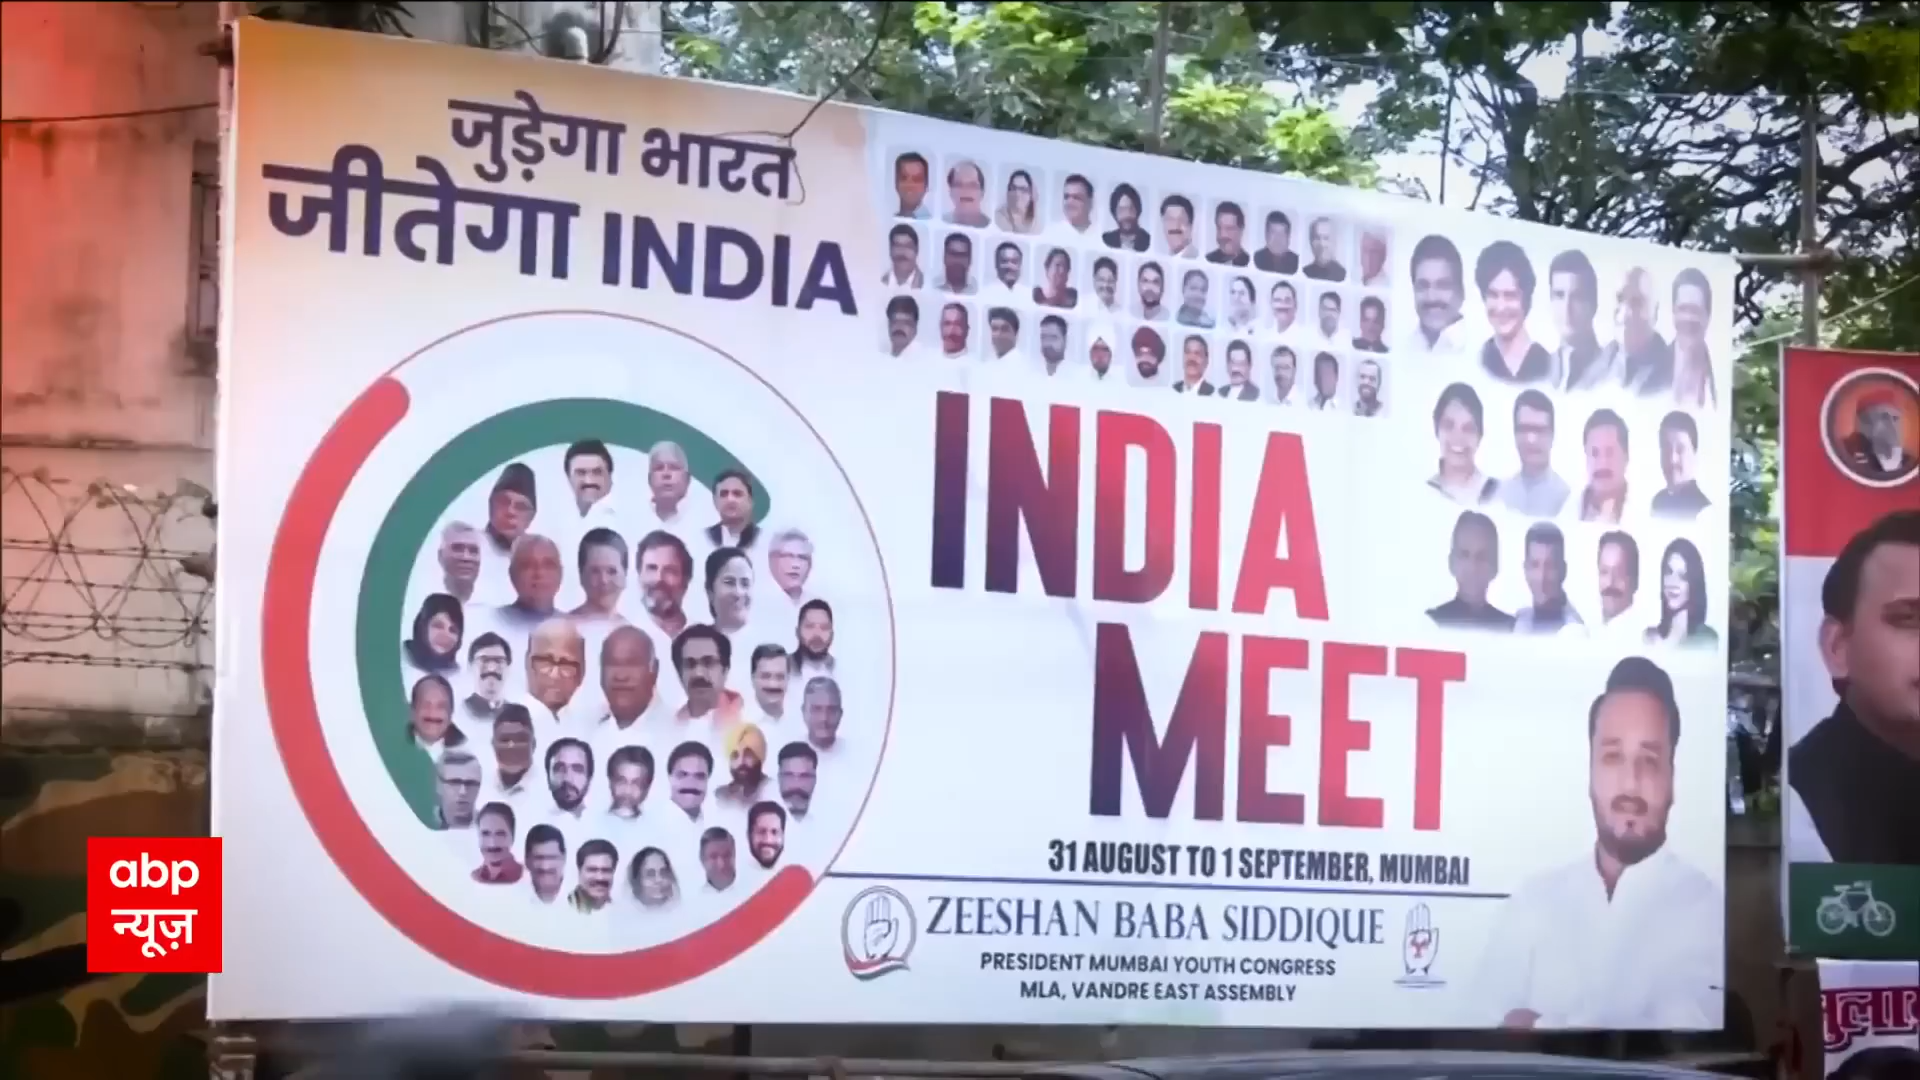 जुड़ेगा भारत
जीतेगा INDIA
INDIA
MEET
31 AUGUST TO 1 SEPTEMBER, MUMBAI
ZEESHAN BABA SIDDIQUE
PRESIDENT MUMBAI YOUTH CONGRESS
MLA, VANDRE EAST ASSEMBLY
abp
न्यूज़